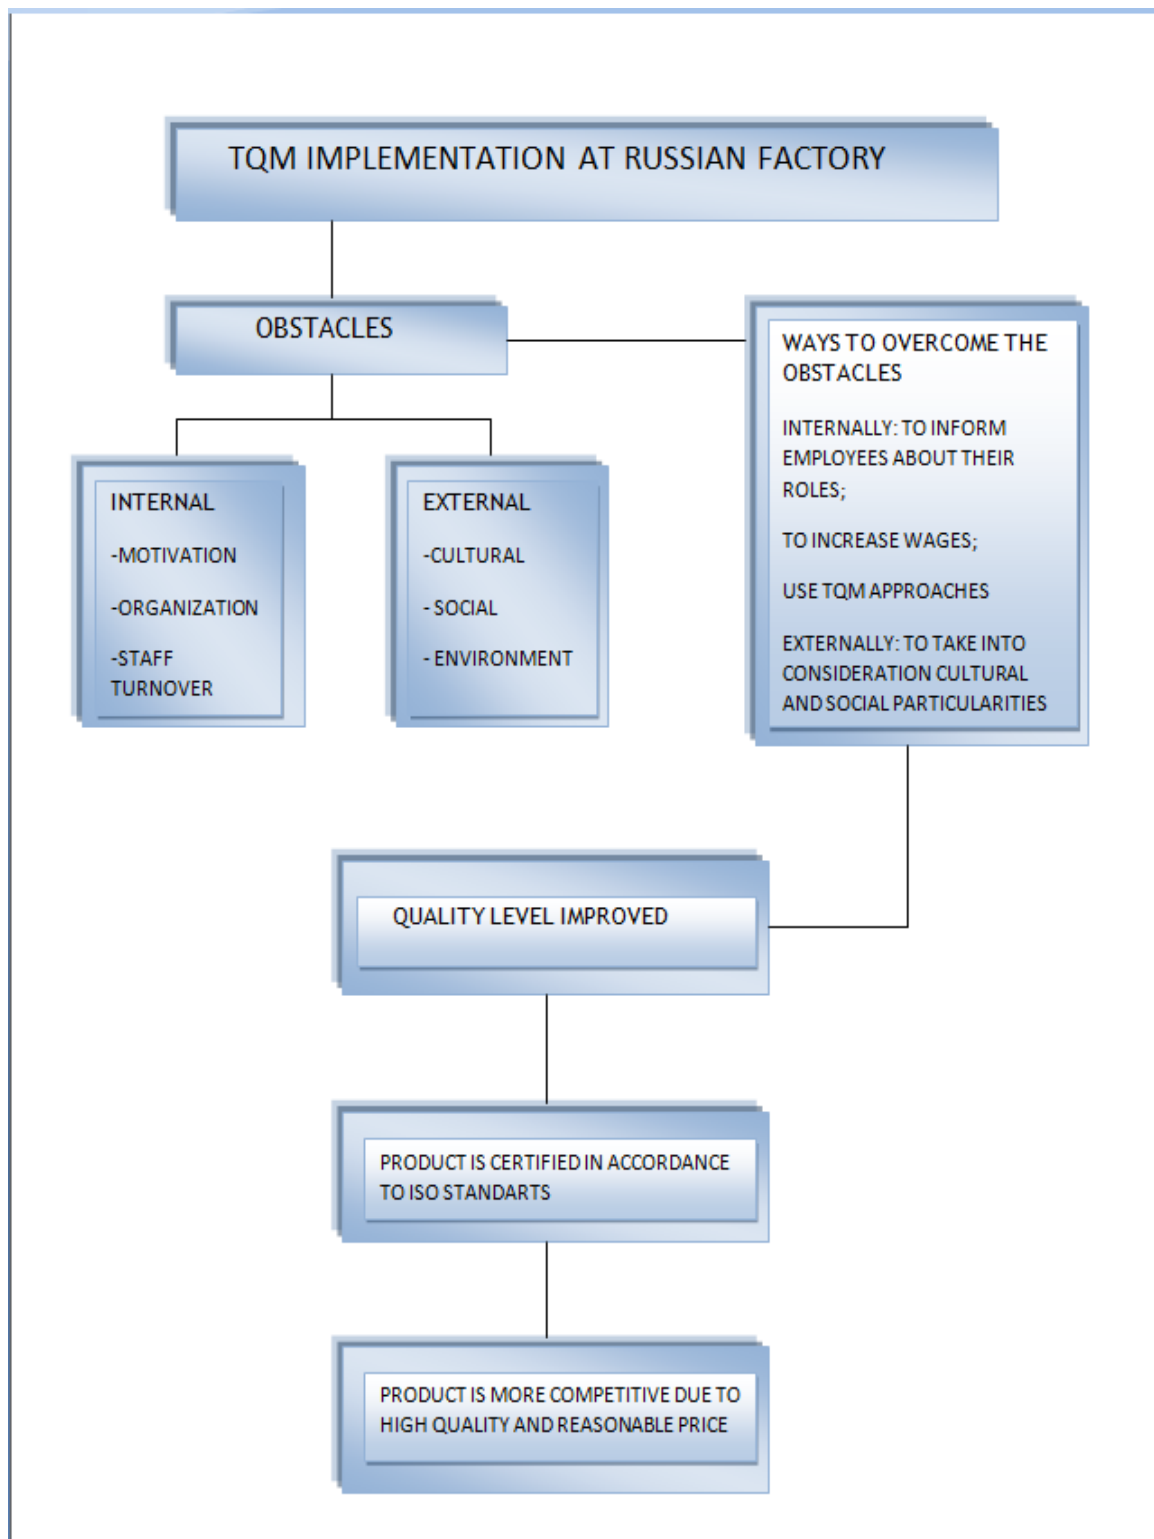 TQM IMPLEMENTATION AT RUSSIAN FACTORY
OBSTACLES
INTERNAL
-MOTIVATION
-ORGANIZATION
-STAFF
TURNOVER
EXTERNAL
-CULTURAL
- SOCIAL
- ENVIRONMENT
WAYS TO OVERCOME THE
OBSTACLES
INTERNALLY: TO INFORM
EMPLOYEES ABOUT THEIR
ROLES;
TO INCREASE WAGES;
USE TQM APPROACHES
EXTERNALLY: TO TAKE INTO
CONSIDERATION CULTURAL
AND SOCIAL PARTICULARITIES
QUALITY LEVEL IMPROVED
PRODUCT IS CERTIFIED IN ACCORDANCE
TO ISO STANDARTS
PRODUCT IS MORE COMPETITIVE DUE TO
HIGH QUALITY AND REASONABLE PRICE